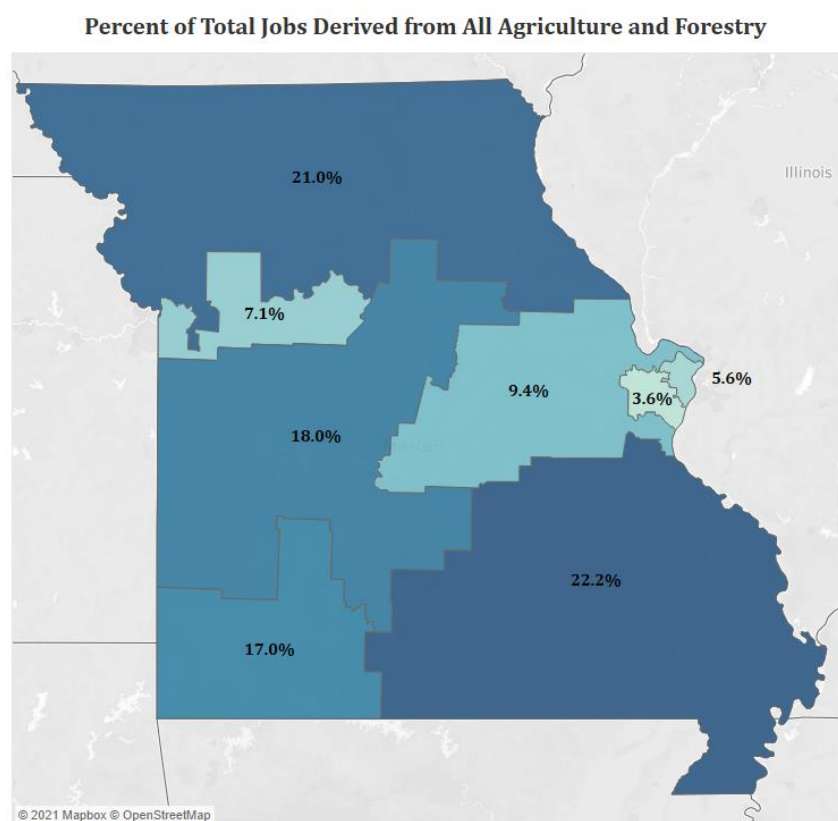 Percent of Total Jobs Derived from All Agriculture and Forestry
Illinois
21.0%
7.1%
5.6%
9.4%
3.6%
18.0%
22.2%
17.0%
© 2021 Mapbox © OpenStreetMap